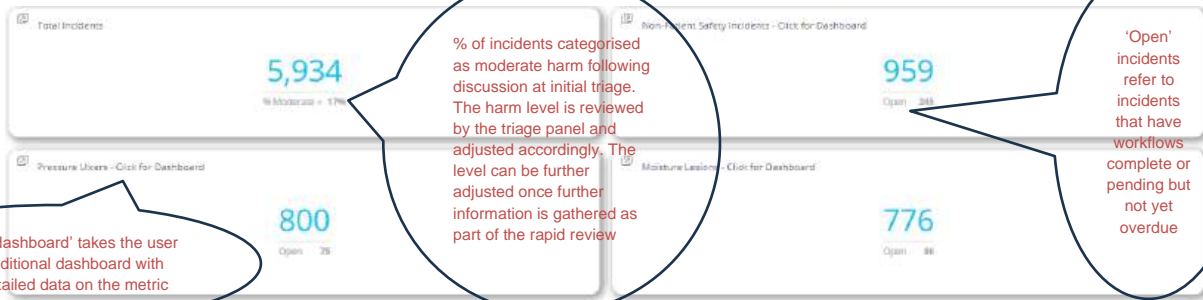 Total Incidents
5,934
% Moderate + 17%
Non-Patient Safety Incidents - Click for Dashboard
959
Open
Pressure Ulcers - Click for Dashboard
800
Open 75
Moisture Lesions - Click for Dashboard
776
Open 86
% of incidents categorised
as moderate harm following
discussion at initial triage.
The harm level is reviewed
by the triage panel and
adjusted accordingly. The
level can be further
adjusted once further
information is gathered as
part of the rapid review
'Open'
incidents
refer to
incidents
that have
workflows
complete or
pending but
not yet
overdue
ashboard' takes the user
ditional dashboard with
tailed data on the metric